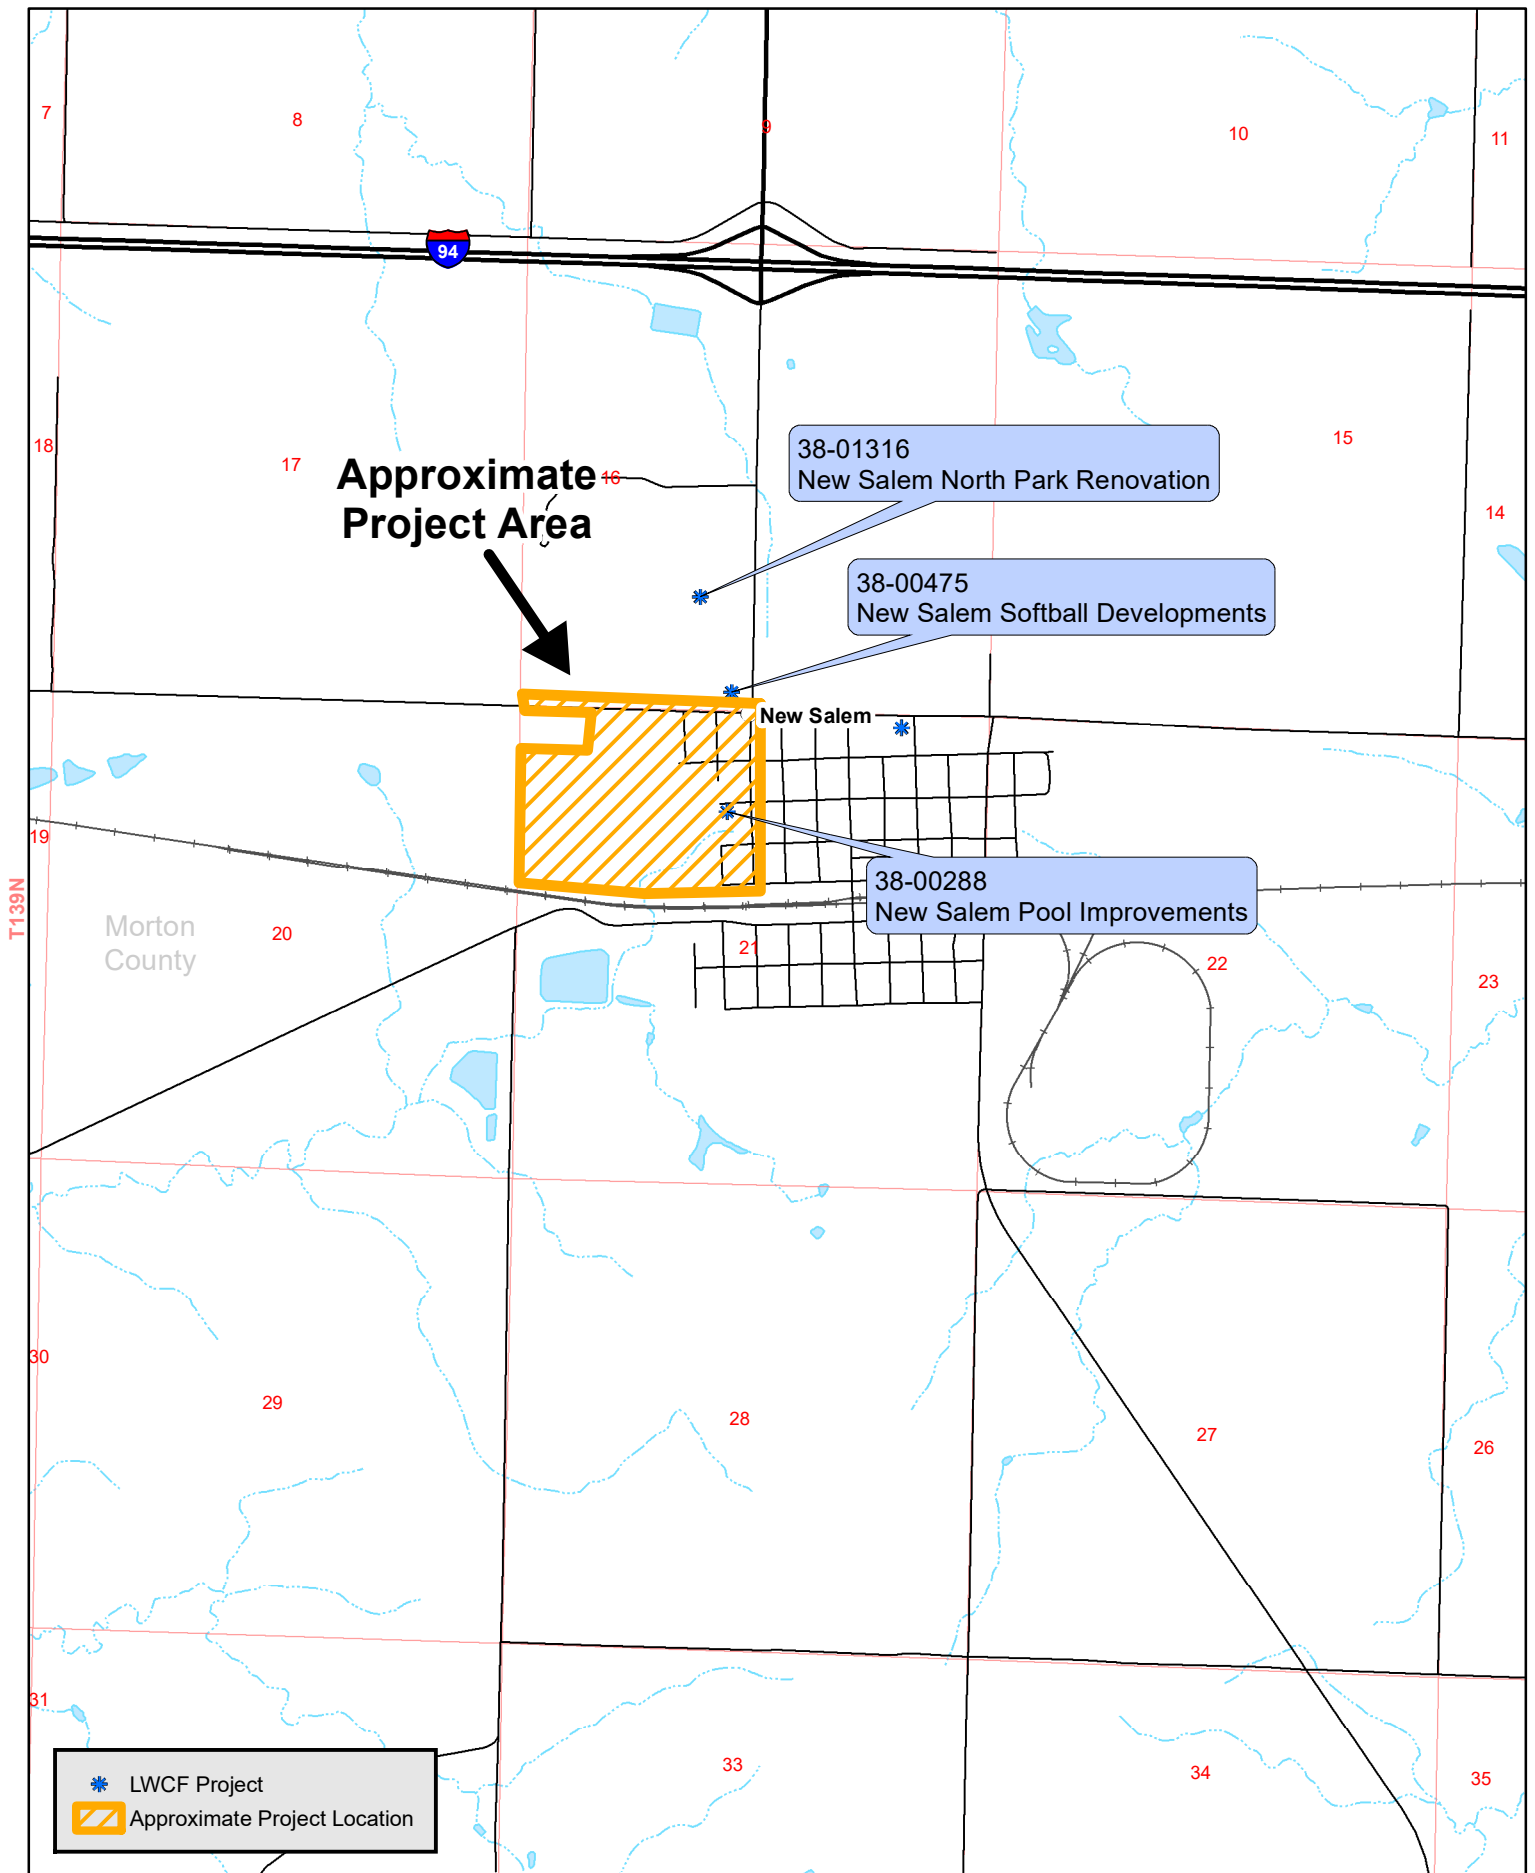 7
8
9
10
11
94
18
17
Approximate
Project Area
16
38-01316
New Salem North Park Renovation
15
14
38-00475
New Salem Softball Developments
New Salem
19
T139N
Morton
County
20
21
38-00288
New Salem Pool Improvements
22
23
30
29
28
27
26
31
33
34
35
LWCF Project
Approximate Project Location